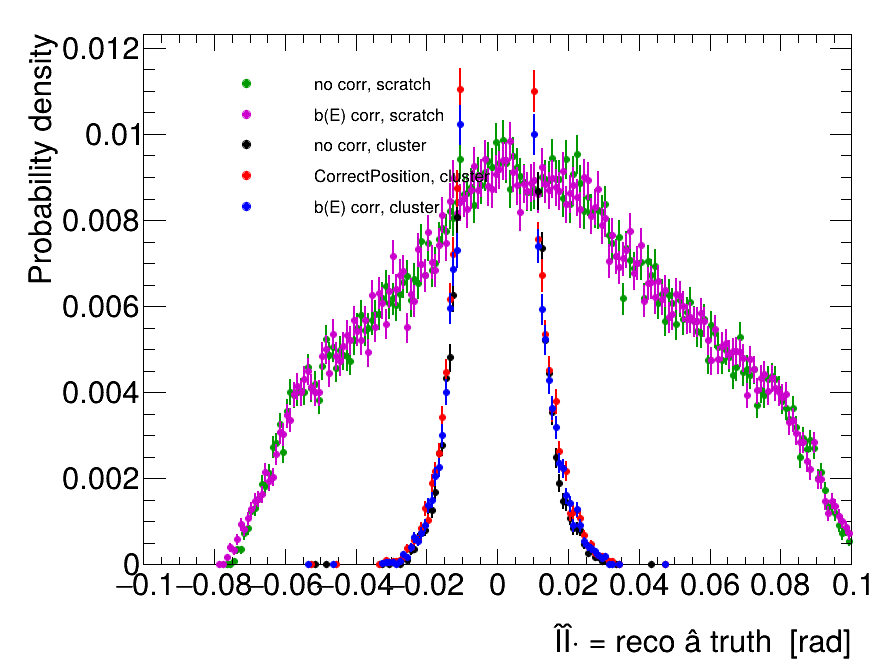 Probability density
0.012
0.01
0.008
0.006
0.004
0.002
0
no corr, scratch
b(E) corr, scratch
no corr, cluster
CorrectPosition, cluster
b(E) corr, cluster
−0.1 −0.08 −0.06 −0.04 −0.02 0 0.02 0.04 0.06 0.08 0.1
ÎÎ· = reco â truth [rad]